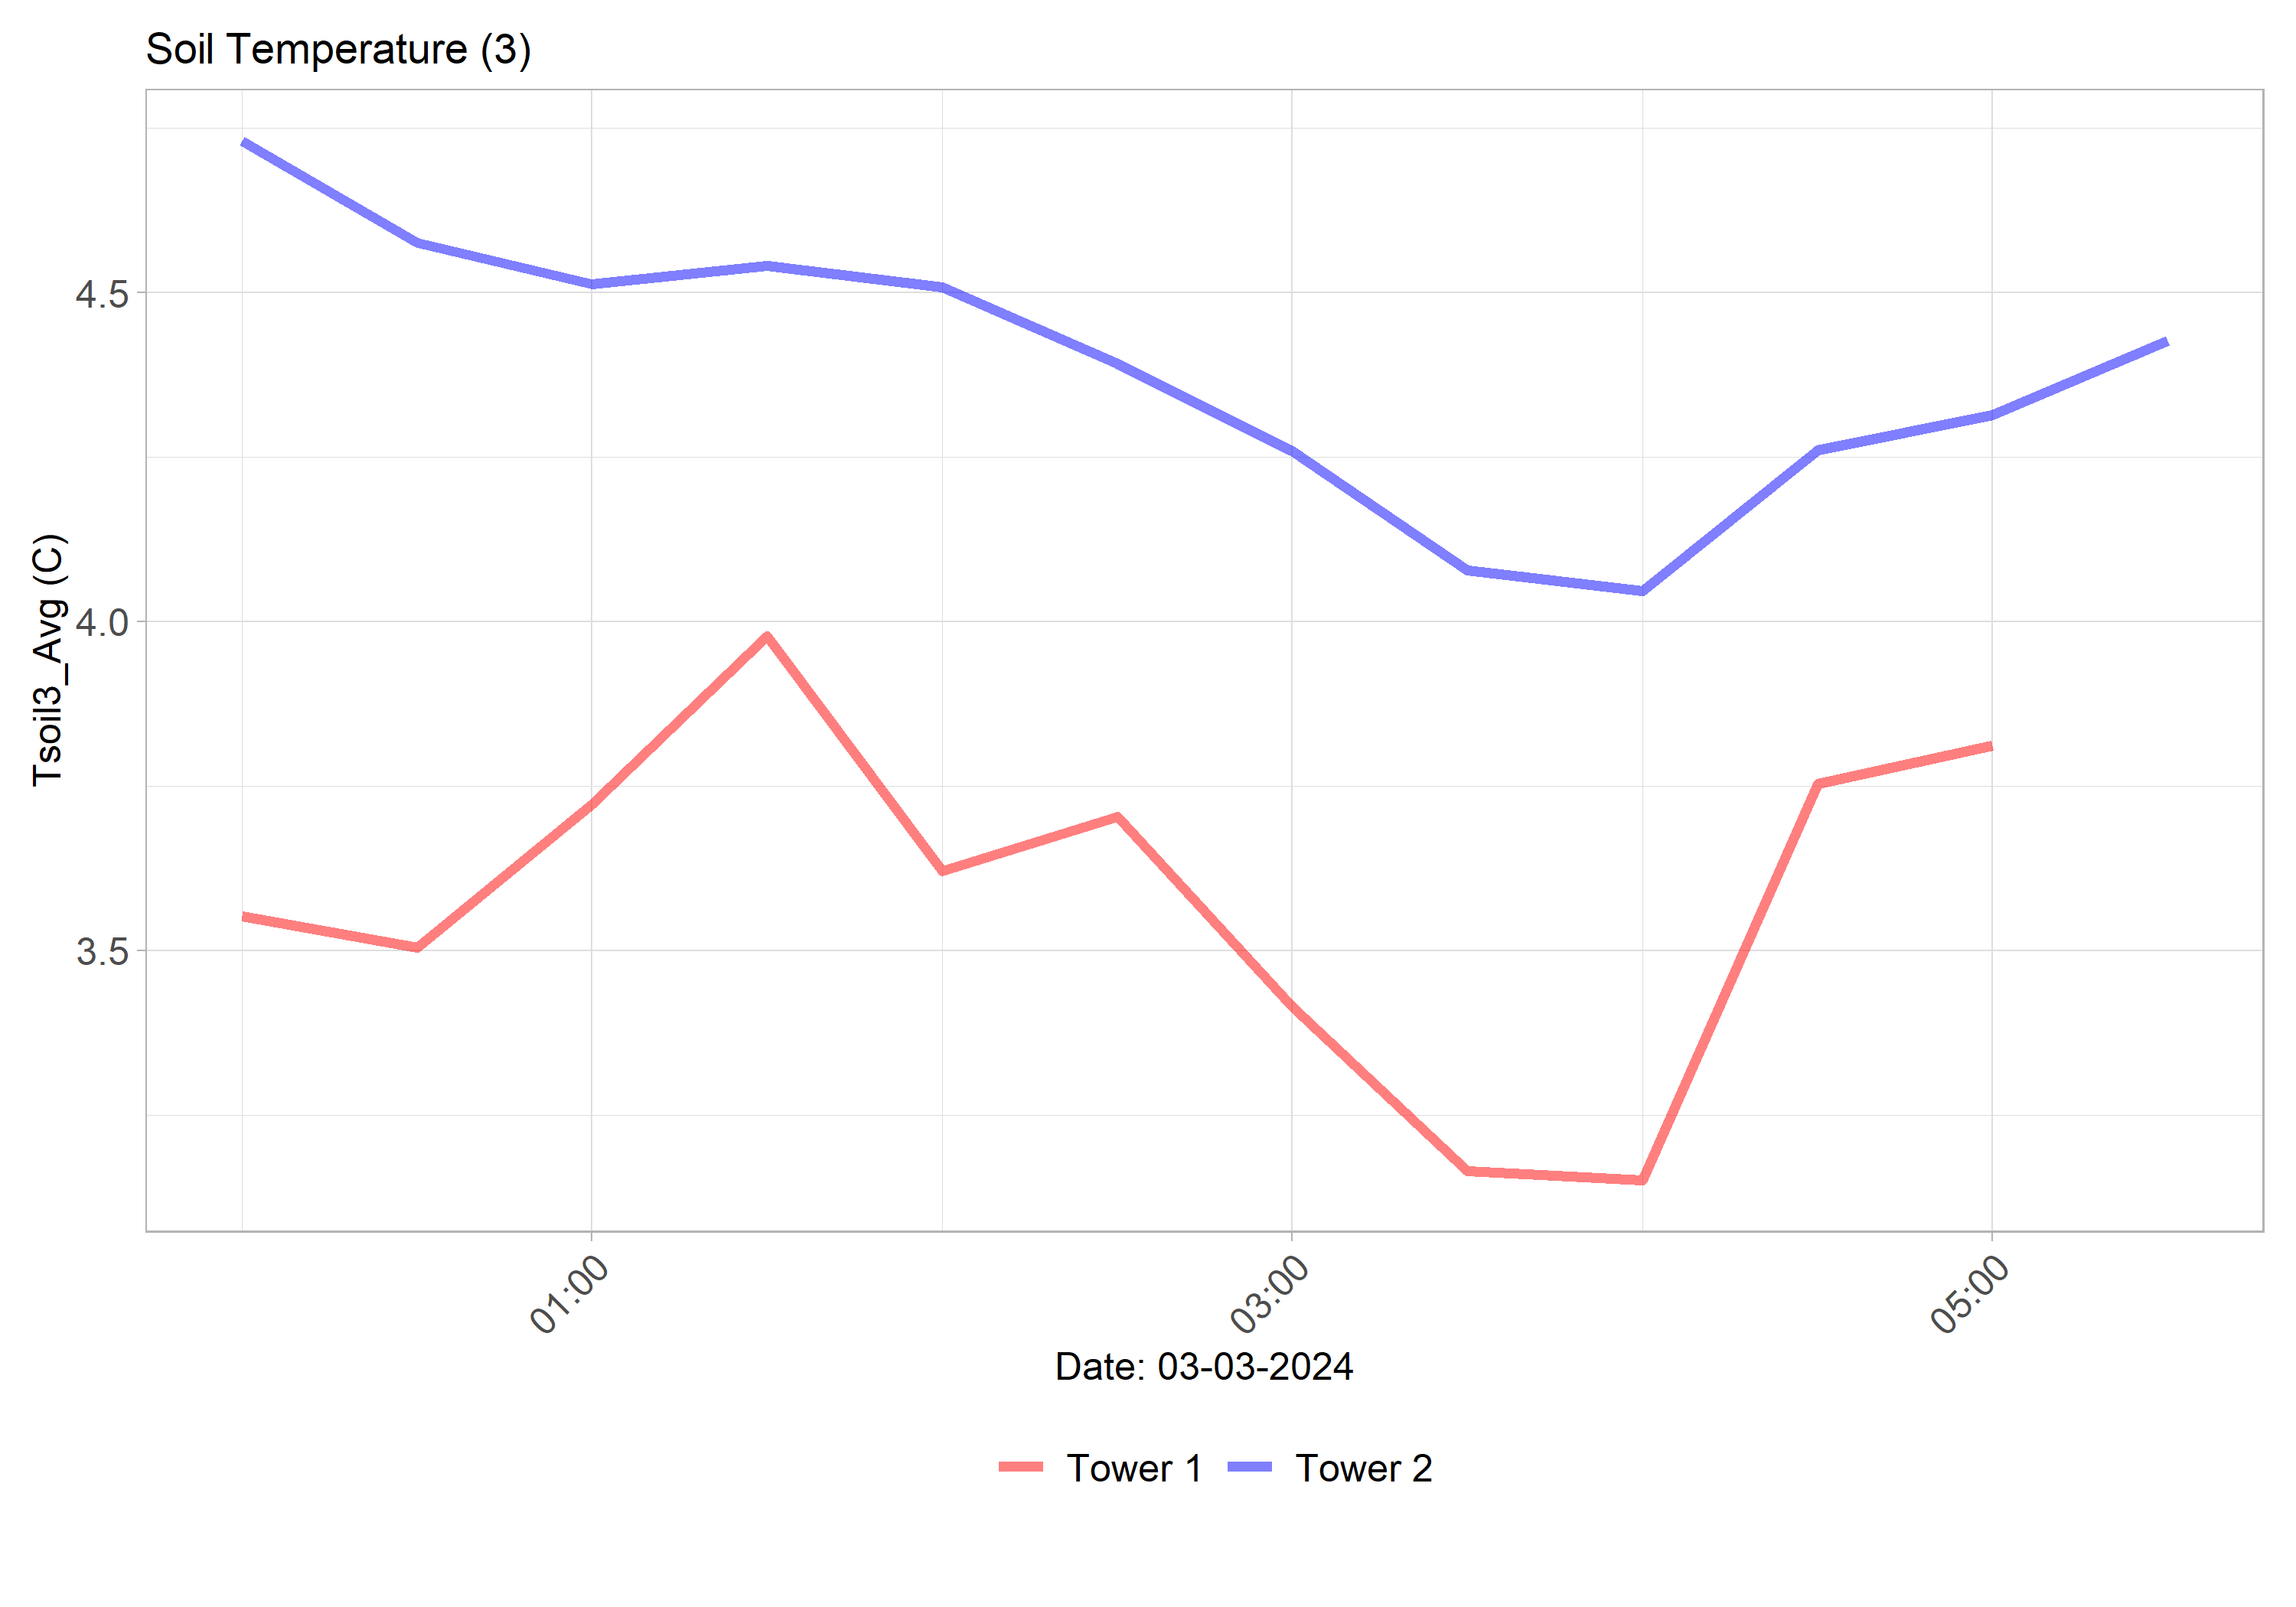 Soil Temperature (3)
Tsoil3_Avg (C)
4.5
4.0
3.5
01:00
03:00
05:00
Date: 03-03-2024
Tower 1
Tower 2